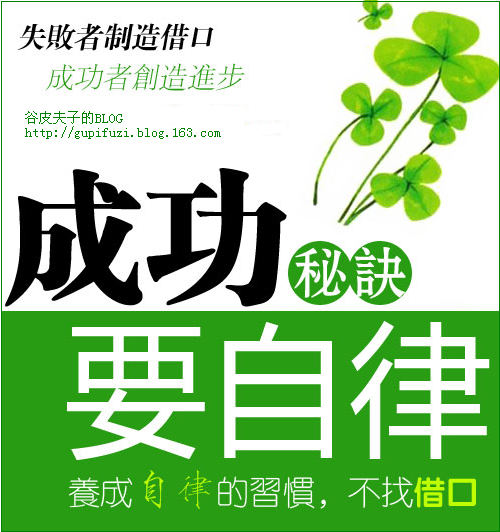 失敗者制造借口
成功者創造進步
谷皮夫子的BLOG
http://gupifuzi.blog.163.com
成功秘訣
要自律
養成自律的習慣，不找借口